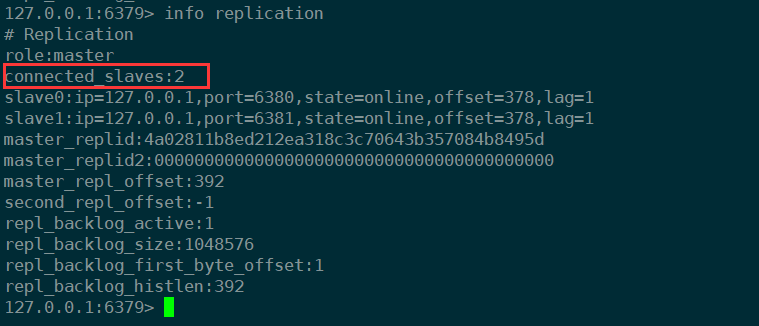 127.0.0.1:6379> info replication
# Replication
role:master
connected_slaves:2
slave0:ip=127.0.0.1,port=6380,state=online,offset=378,lag=1
slave1:ip=127.0.0.1,port=6381,state=online,offset=378,lag=1
master_replid:4a02811b8ed212ea318c3c70643b357084b8495d
master_replid2:0000000000000000000000000000000000000000
master_repl_offset:392
second_repl_offset:-1
repl_backlog_active:1
repl_backlog_size:1048576
repl_backlog_first_byte_offset:1
repl_backlog_histlen:392
127.0.0.1:6379>